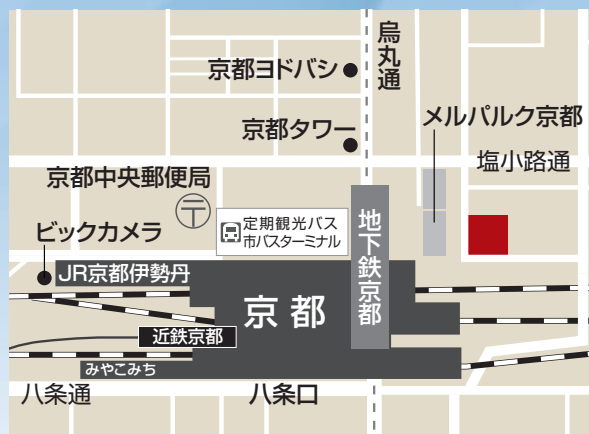 烏丸通
京都ヨドバシ
京都タワー
メルパルク京都
塩小路通
京都中央郵便局
〒
定期観光バス
市バスターミナル
地下鉄京都
ビックカメラ
JR京都伊勢丹
京都
近鉄京都
みやこみち
八条通
八条口